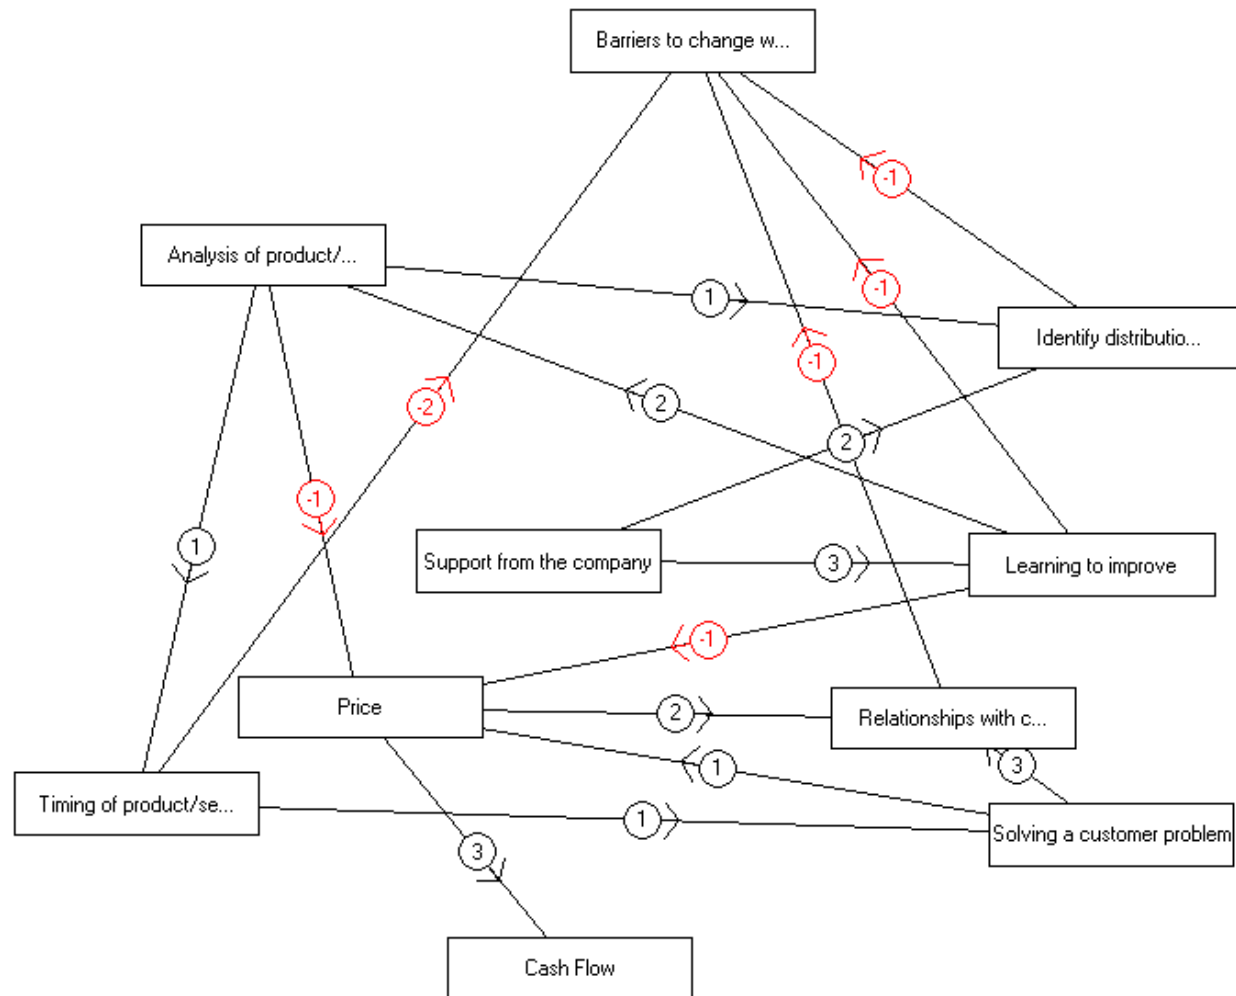 Barriers to change w...
-1
Analysis of product/...
1
-1
Identify distributio...
-1
-2
2
2
-1
1
Support from the company
3
Learning to improve
-1
Price
2
Relationships with c...
1
3
Timing of product/se...
1
Solving a customer problem
3
Cash Flow